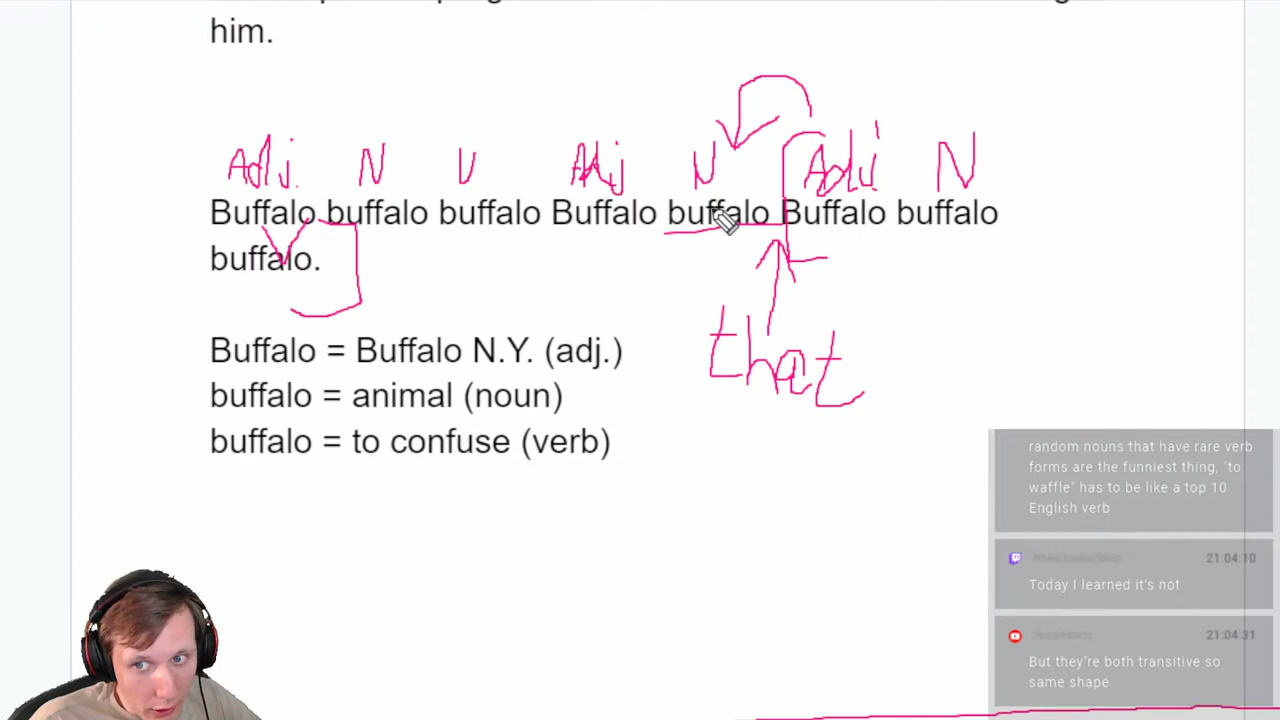 him.
Adj. N V Adj N Adj N
Buffalo buffalo buffalo Buffalo buffalo Buffalo buffalo
buffalo.
V
that
Buffalo = Buffalo N.Y. (adj.)
buffalo = animal (noun)
buffalo = to confuse (verb)
random nouns that have rare verb
forms are the funniest thing, 'to
waffle' has to be like a top 10
English verb
21:04:10
Today I learned it's not
21:04:31
But they're both transitive so
same shape